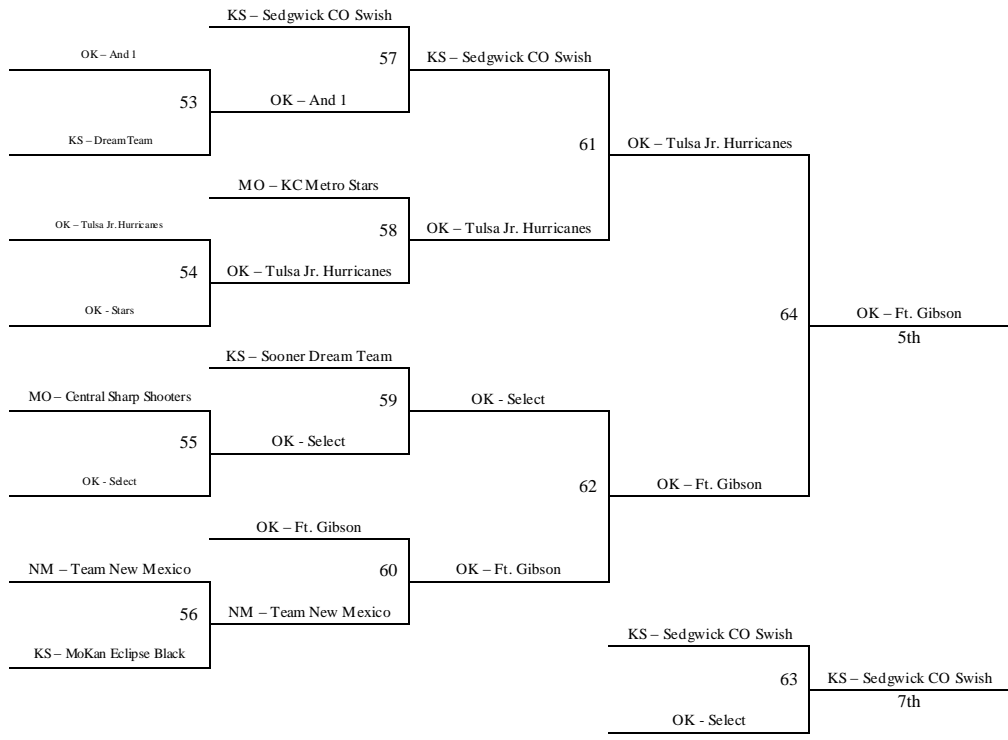 KS – Sedgwick CO Swish
OK – And 1
57
KS – Sedgwick CO Swish
53
OK – And 1
KS – Dream Team
61
OK – Tulsa Jr. Hurricanes
MO – KC Metro Stars
OK – Tulsa Jr. Hurricanes
58
OK – Tulsa Jr. Hurricanes
54
OK – Tulsa Jr. Hurricanes
OK - Stars
64
OK – Ft. Gibson
5th
KS – Sooner Dream Team
MO – Central Sharp Shooters
59
OK - Select
55
OK - Select
OK - Select
62
OK – Ft. Gibson
OK – Ft. Gibson
NM – Team New Mexico
60
OK – Ft. Gibson
56
NM – Team New Mexico
KS – MoKan Eclipse Black
KS – Sedgwick CO Swish
63
KS – Sedgwick CO Swish
7th
OK - Select